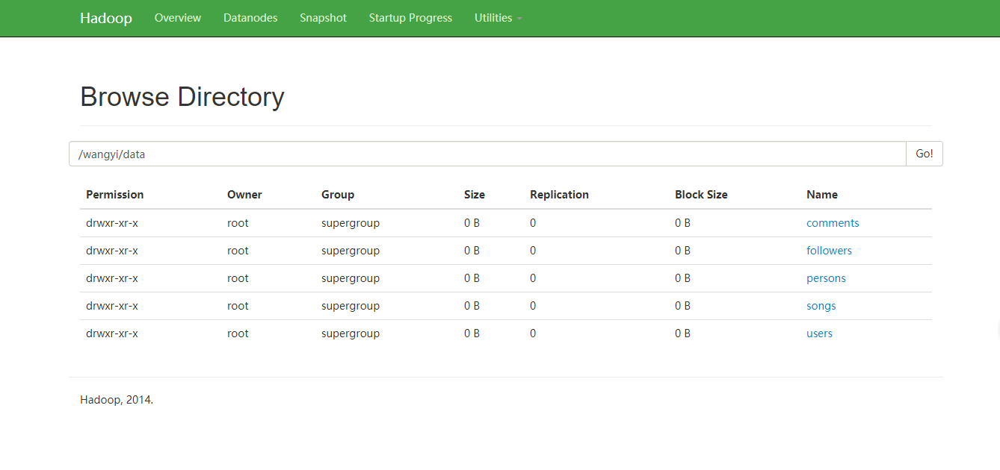 Hadoop Overview Datanodes Snapshot Startup Progress Utilities
Browse Directory
/wangyi/data Go!
Permission Owner Group Size Replication Block Size Name
drwxr-xr-x root supergroup 0 B 0 0 B comments
drwxr-xr-x root supergroup 0 B 0 0 B followers
drwxr-xr-x root supergroup 0 B 0 0 B persons
drwxr-xr-x root supergroup 0 B 0 0 B songs
drwxr-xr-x root supergroup 0 B 0 0 B users
Hadoop, 2014.